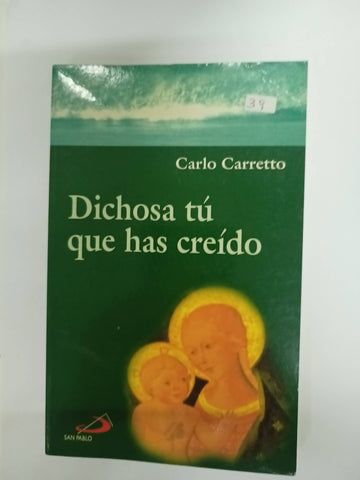 39
Carlo Carretto
Dichosa tú
que has creído
SAN PABLO